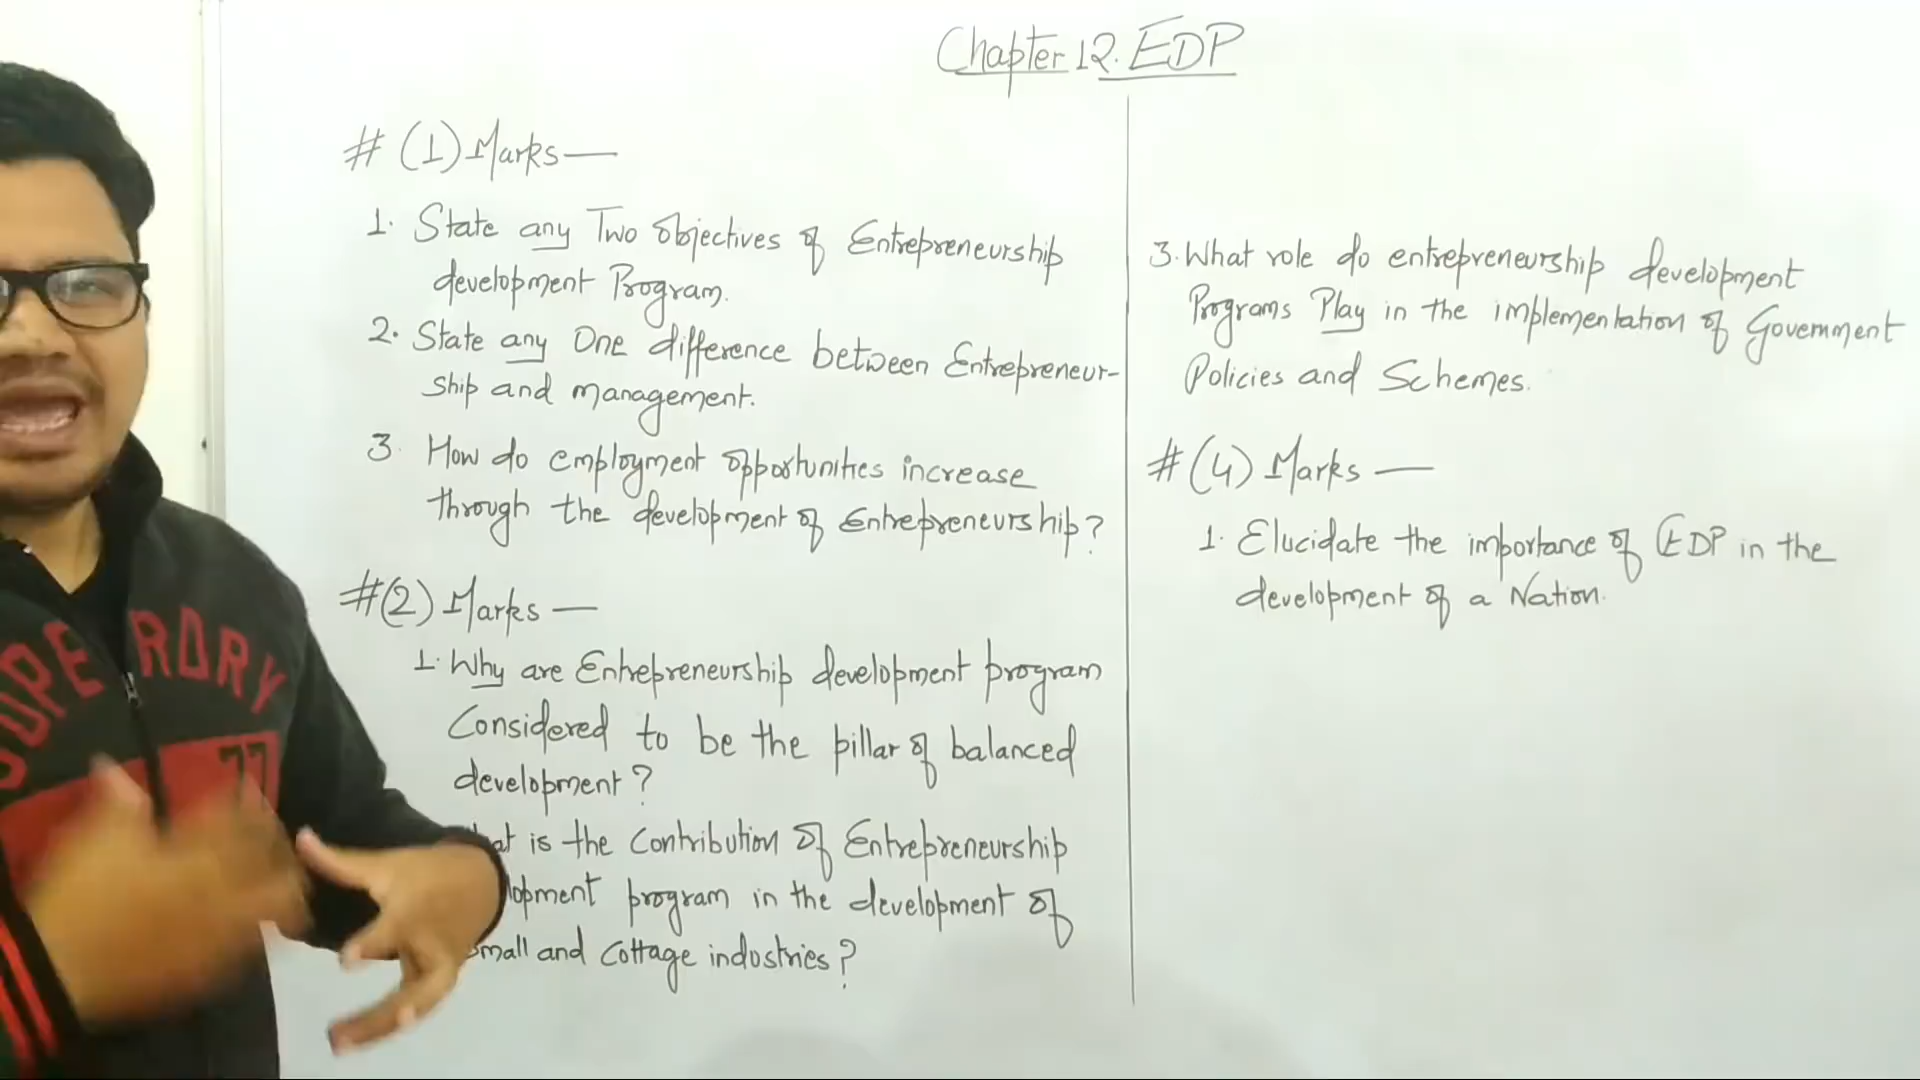 Chapter 12. EDP
# (1) Marks —
1. State any Two Objectives of Entrepreneurship
development Program.
2. State any One difference between Entrepreneur-
ship and management.
3. How do employment opportunities increase
through the development of Entrepreneurship?
#(2) Marks —
1. Why are Entrepreneurship development program
Considered to be the pillar of balanced
development?
is the Contribution of Entrepreneurship
program in the development of
Small and Cottage industries?
3. What role do entrepreneurship development
Programs Play in the implementation of Government
Policies and Schemes.
# (4) Marks —
1. Elucidate the importance of EDP in the
development of a Nation.
77